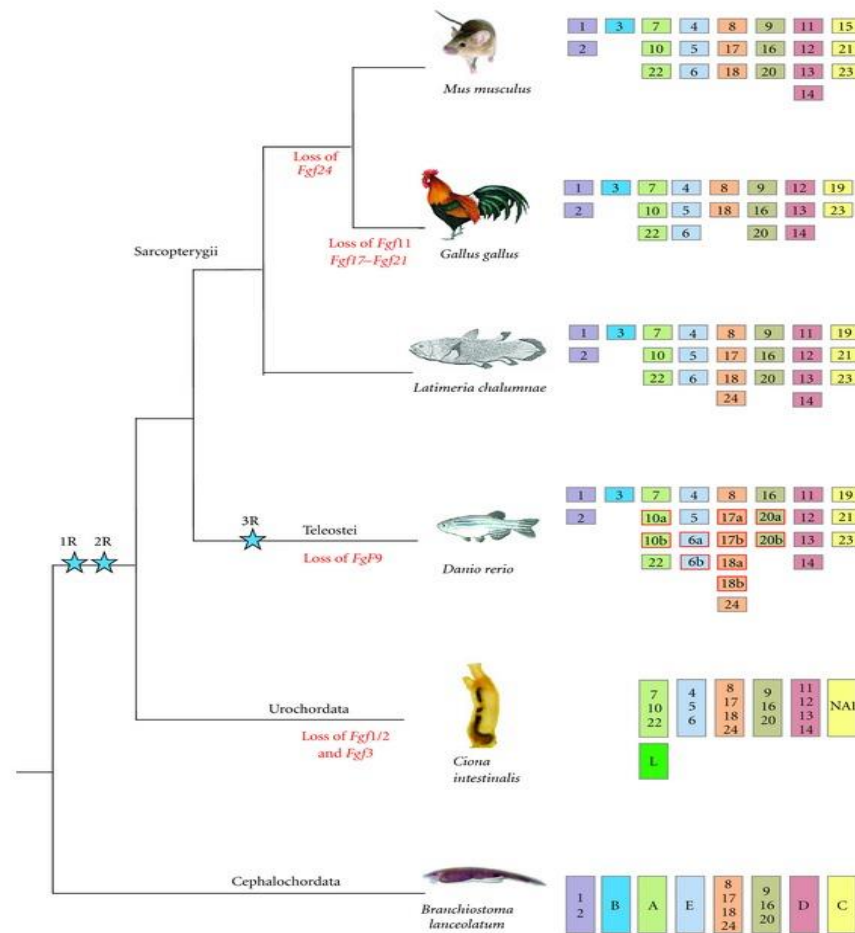 1 3 7 4 8 9 11 15
2 10 5 17 16 12 21
22 6 18 20 13 23
14
Mus musculus
Loss of
Fgf24
1 3 7 4 8 9 12 19
2 10 5 18 16 13 23
22 6 20 14
Loss of Fgf11
Fgf17–Fgf21
Gallus gallus
Sarcopterygii
1 3 7 4 8 9 11 19
2 10 5 17 16 12 21
22 6 18 20 13 23
24 14
Latimeria chalumnae
1 3 7 4 8 16 11 19
2 10a 5 17a 20a 12 21
10b 6a 17b 20b 13 23
22 6b 18a 14
18b
24
3R
Teleostei
Loss of FgF9
Danio rerio
1R 2R
Urochordata
Loss of Fgf1/2
and Fgf3
Ciona
intestinalis
7 4 8 9 11
10 5 17 16 12 NA1
22 6 18 20 13
24 14
L
Cephalochordata
Branchiostoma
lanceolatum
1 B A E 8 9 D C
2 17 16
18 20
24